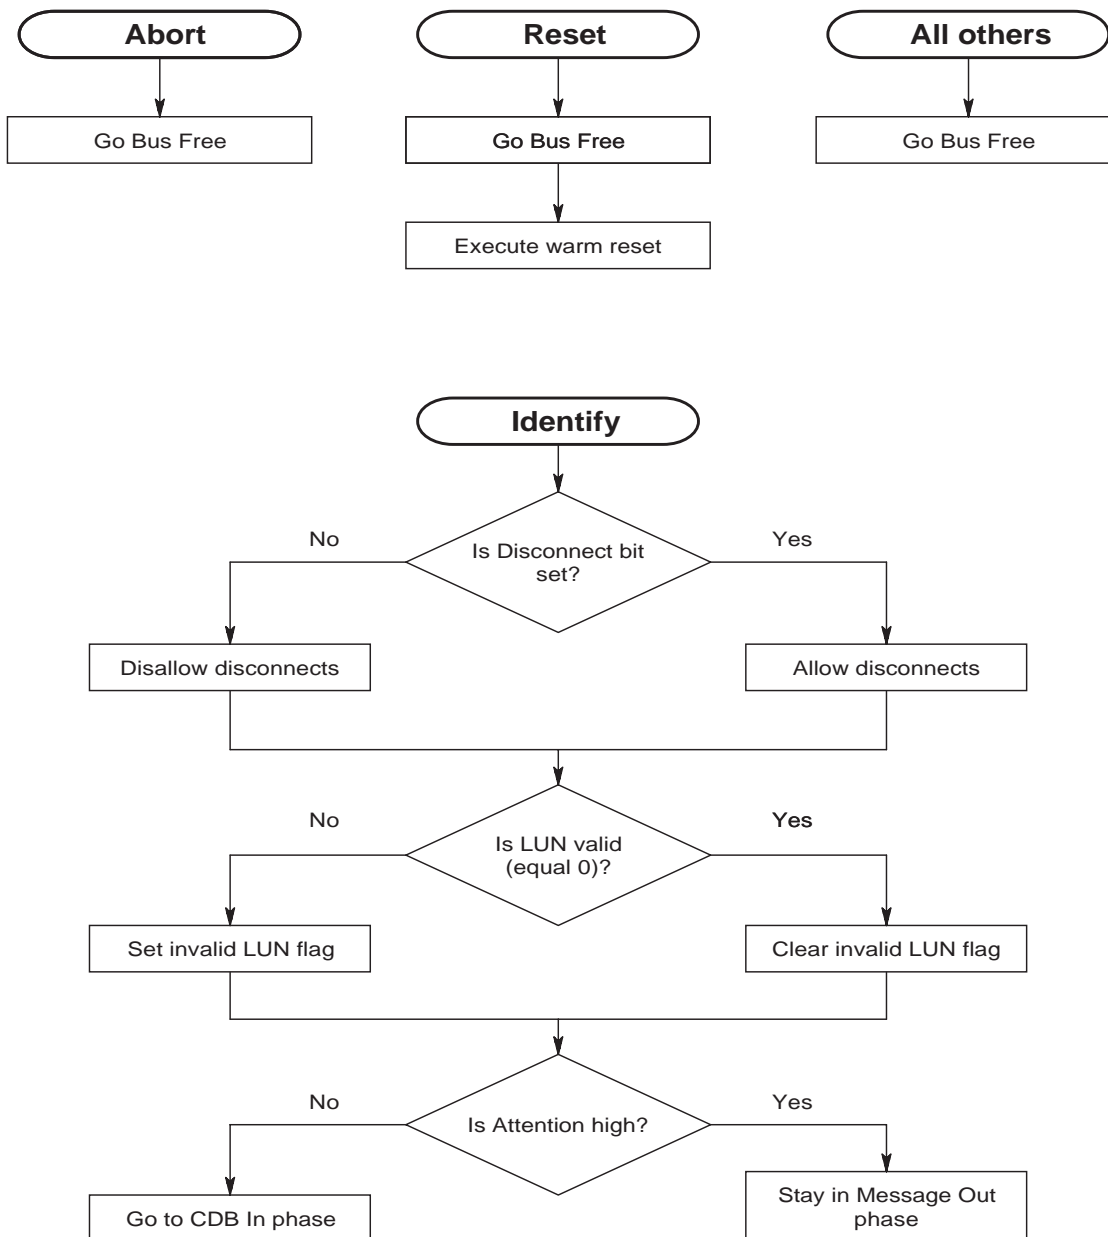 Abort
Reset
All others
Go Bus Free
Go Bus Free
Go Bus Free
Execute warm reset
Identify
No
Is Disconnect bit
set?
Yes
Disallow disconnects
Allow disconnects
No
Is LUN valid
(equal 0)?
Yes
Set invalid LUN flag
Clear invalid LUN flag
No
Is Attention high?
Yes
Go to CDB In phase
Stay in Message Out
phase